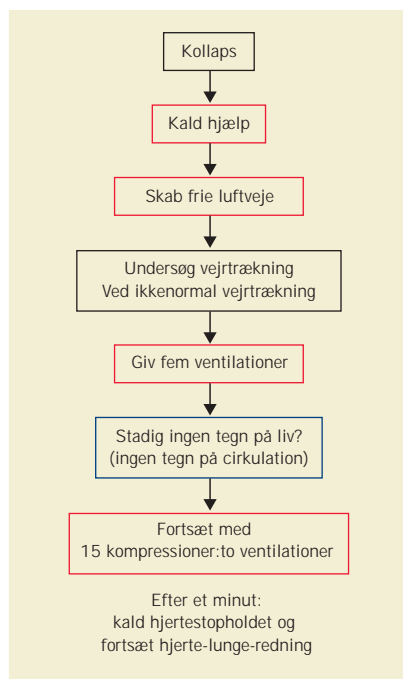 Kollaps
Kald hjælp
Skab frie luftveje
Undersøg vejrtrækning
Ved ikkenormal vejrtrækning
Giv fem ventilationer
Stadig ingen tegn på liv?
(ingen tegn på cirkulation)
Fortsæt med
15 kompressioner:to ventilationer
Efter et minut:
kald hjertestopholdet og
fortsæt hjerte-lunge-redning